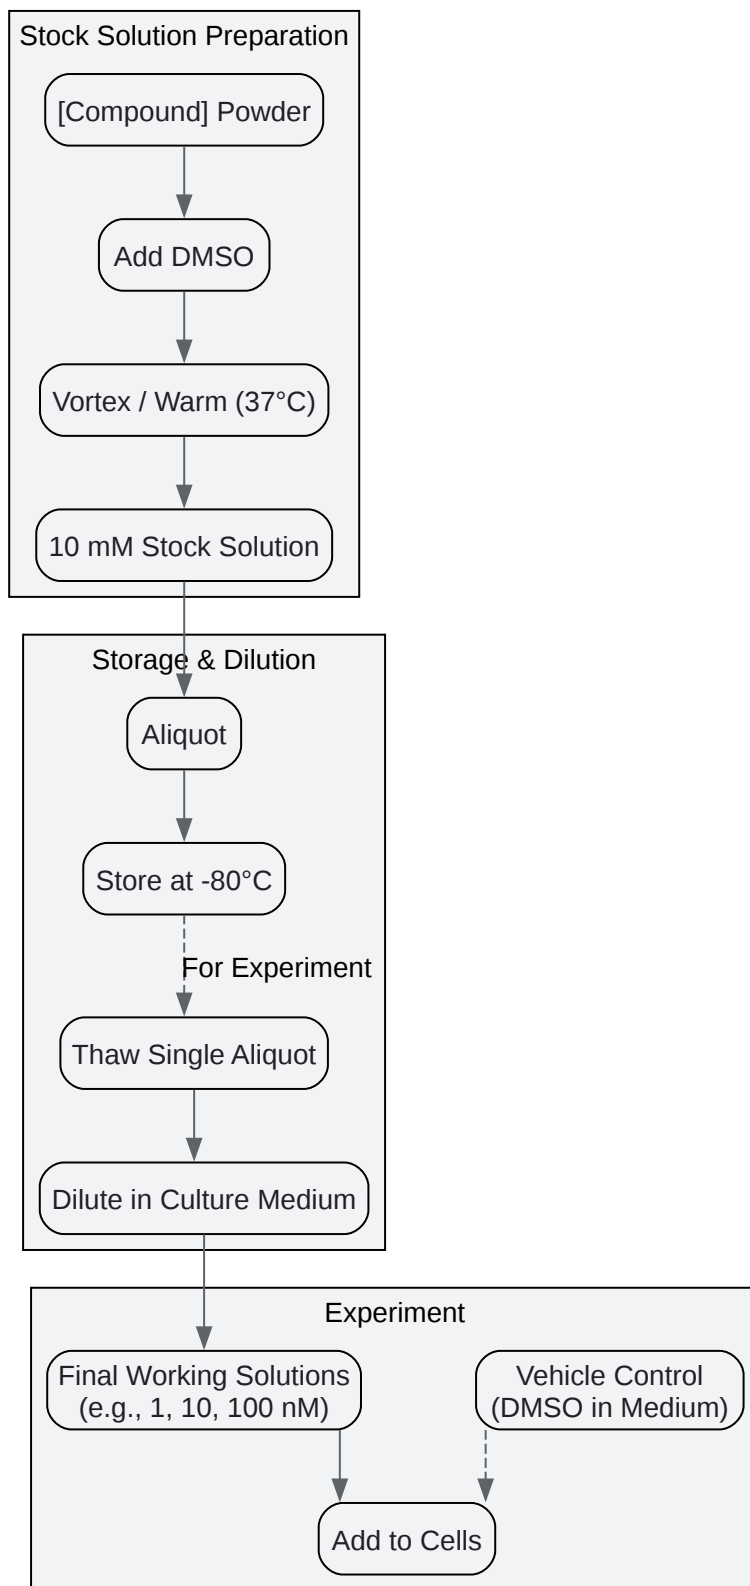 Stock Solution Preparation
[Compound] Powder
Add DMSO
Vortex / Warm (37°C)
10 mM Stock Solution
Storage & Dilution
Aliquot
Store at -80°C
For Experiment
Thaw Single Aliquot
Dilute in Culture Medium
Experiment
Final Working Solutions
(e.g., 1, 10, 100 nM)
Vehicle Control
(DMSO in Medium)
Add to Cells